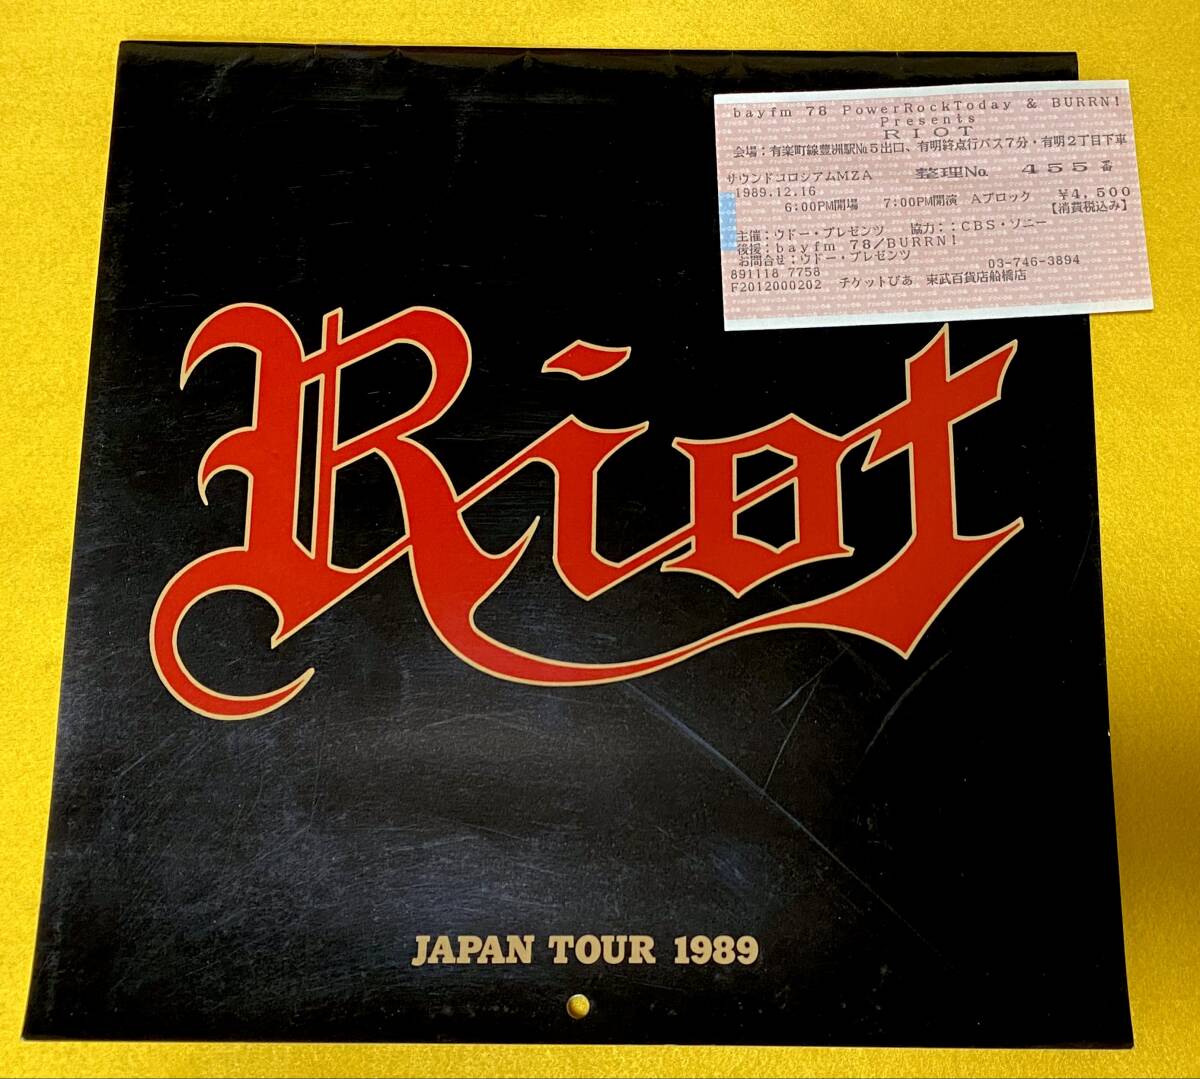 bayfm 78 PowerRockToday & BURRN!
Presents
RIOT
会場：有楽町線豊洲駅№5出口、有明終点行バス7分・有明2丁目下車
サウンドコロシアムMZA 整理№ 455番
1989.12.16
6:00PM開場 7:00PM開演 Aブロック ¥4,500
【消費税込み】
主催：ウドー・プレゼンツ 協力：：CBS・ソニー
後援：bayfm 78/BURRN!
お問合せ：ウドー・プレゼンツ 03-746-3894
891118 7758
F2012000202 チケットぴあ 東武百貨店船橋店
Riot
JAPAN TOUR 1989